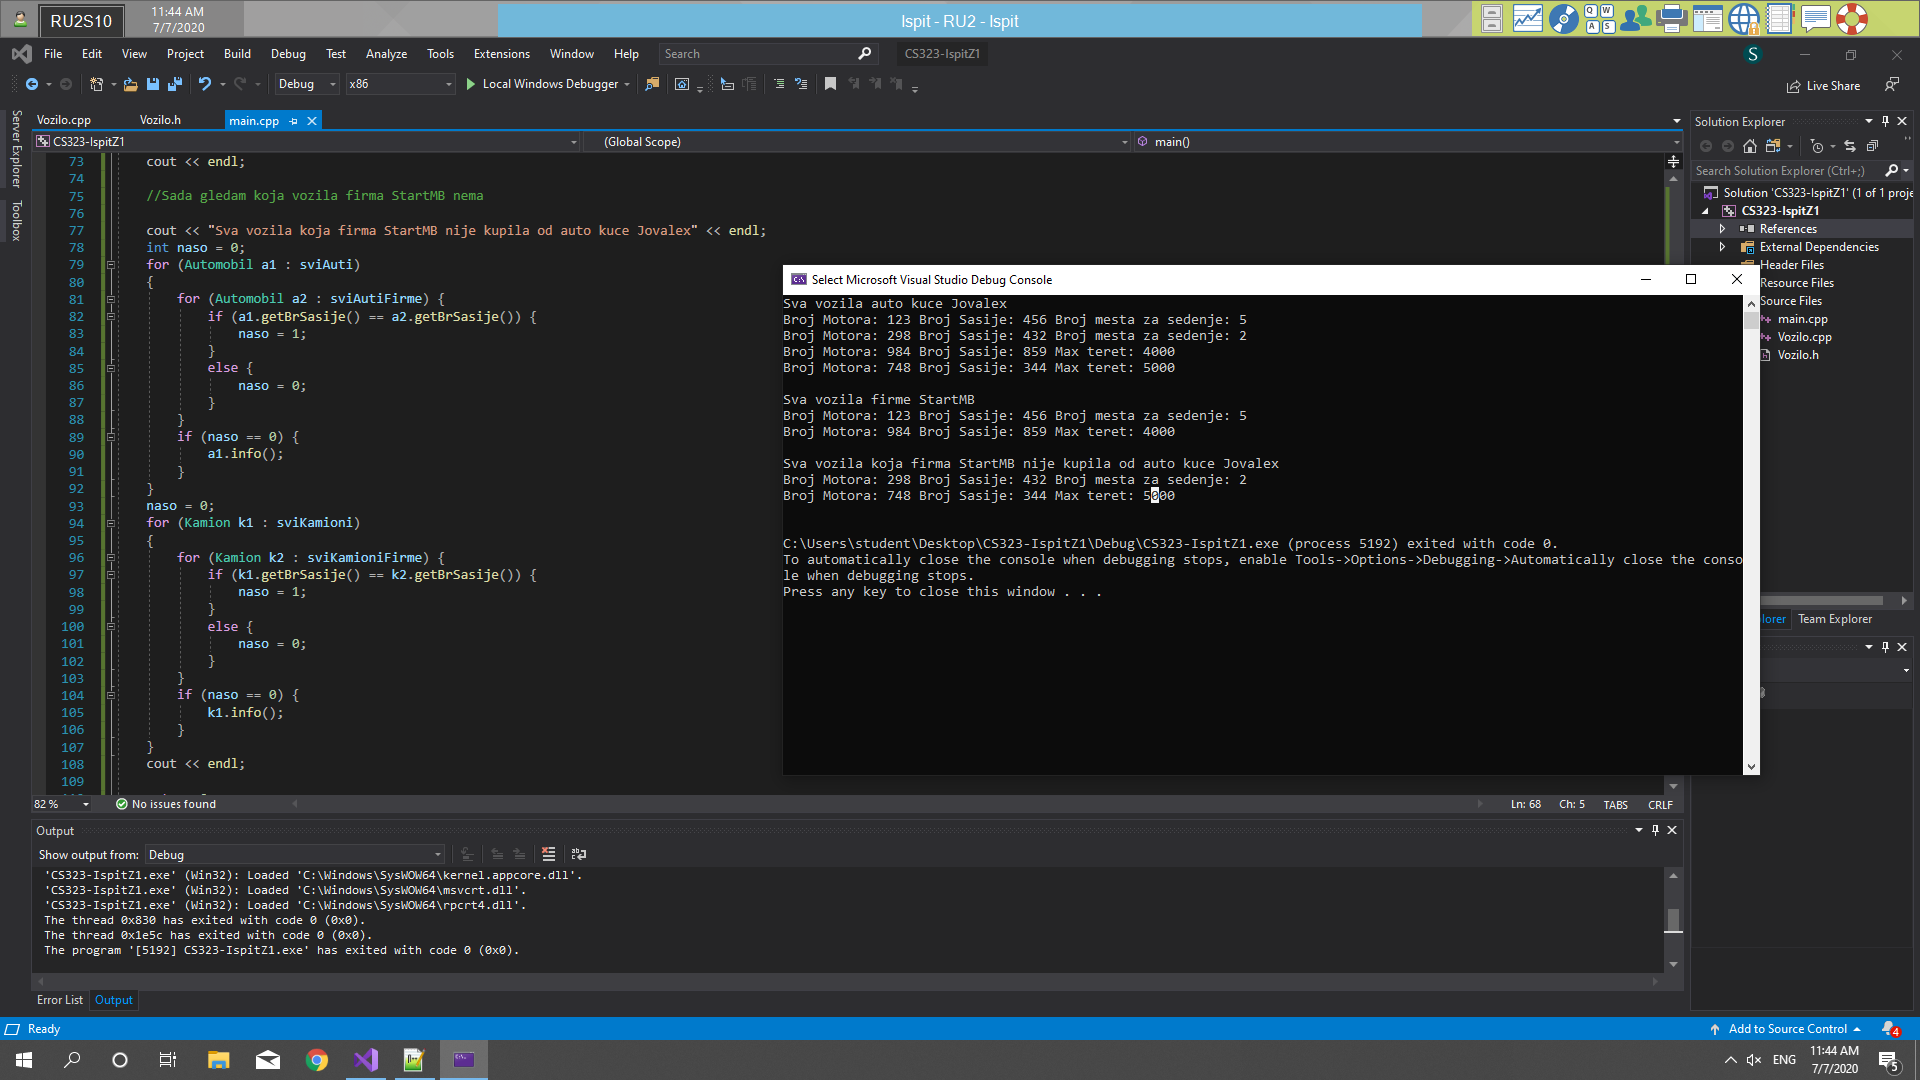 RU2S10
11:44 AM
7/7/2020
Ispit - RU2 - Ispit
Q W
A S
File Edit View Project Build Debug Test Analyze Tools Extensions Window Help Search CS323-IspitZ1 S
Debug x86 Local Windows Debugger Live Share
Vozilo.cpp Vozilo.h main.cpp
CS323-IspitZ1 (Global Scope) main()
Server Explorer
Toolbox
73 cout << endl;
74
75 //Sada gledam koja vozila firma StartMB nema
76
77 cout << "Sva vozila koja firma StartMB nije kupila od auto kuce Jovalex" << endl;
78 int naso = 0;
79 for (Automobil a1 : sviAuti)
80 {
81 for (Automobil a2 : sviAutiFirme) {
82 if (a1.getBrSasije() == a2.getBrSasije()) {
83 naso = 1;
84 }
85 else {
86 naso = 0;
87 }
88 }
89 if (naso == 0) {
90 a1.info();
91 }
92 }
93 naso = 0;
94 for (Kamion k1 : sviKamioni)
95 {
96 for (Kamion k2 : sviKamioniFirme) {
97 if (k1.getBrSasije() == k2.getBrSasije()) {
98 naso = 1;
99 }
100 else {
101 naso = 0;
102 }
103 }
104 if (naso == 0) {
105 k1.info();
106 }
107 }
108 cout << endl;
109
82 % No issues found Ln: 68 Ch: 5 TABS CRLF
Select Microsoft Visual Studio Debug Console
Sva vozila auto kuce Jovalex
Broj Motora: 123 Broj Sasije: 456 Broj mesta za sedenje: 5
Broj Motora: 298 Broj Sasije: 432 Broj mesta za sedenje: 2
Broj Motora: 984 Broj Sasije: 859 Max teret: 4000
Broj Motora: 748 Broj Sasije: 344 Max teret: 5000
Sva vozila firme StartMB
Broj Motora: 123 Broj Sasije: 456 Broj mesta za sedenje: 5
Broj Motora: 984 Broj Sasije: 859 Max teret: 4000
Sva vozila koja firma StartMB nije kupila od auto kuce Jovalex
Broj Motora: 298 Broj Sasije: 432 Broj mesta za sedenje: 2
Broj Motora: 748 Broj Sasije: 344 Max teret: 5000
C:\Users\student\Desktop\CS323-IspitZ1\Debug\CS323-IspitZ1.exe (process 5192) exited with code 0.
To automatically close the console when debugging stops, enable Tools->Options->Debugging->Automatically close the conso
le when debugging stops.
Press any key to close this window . . .
Solution Explorer
Search Solution Explorer (Ctrl+;)
Solution 'CS323-IspitZ1' (1 of 1 proje
CS323-IspitZ1
References
External Dependencies
Header Files
Resource Files
Source Files
main.cpp
Vozilo.cpp
Vozilo.h
lorer Team Explorer
Output
Show output from: Debug
'CS323-IspitZ1.exe' (Win32): Loaded 'C:\Windows\SysWOW64\kernel.appcore.dll'.
'CS323-IspitZ1.exe' (Win32): Loaded 'C:\Windows\SysWOW64\msvcrt.dll'.
'CS323-IspitZ1.exe' (Win32): Loaded 'C:\Windows\SysWOW64\rpcrt4.dll'.
The thread 0x830 has exited with code 0 (0x0).
The thread 0x1e5c has exited with code 0 (0x0).
The program '[5192] CS323-IspitZ1.exe' has exited with code 0 (0x0).
Error List Output
Ready Add to Source Control 4
ENG 11:44 AM
7/7/2020 5